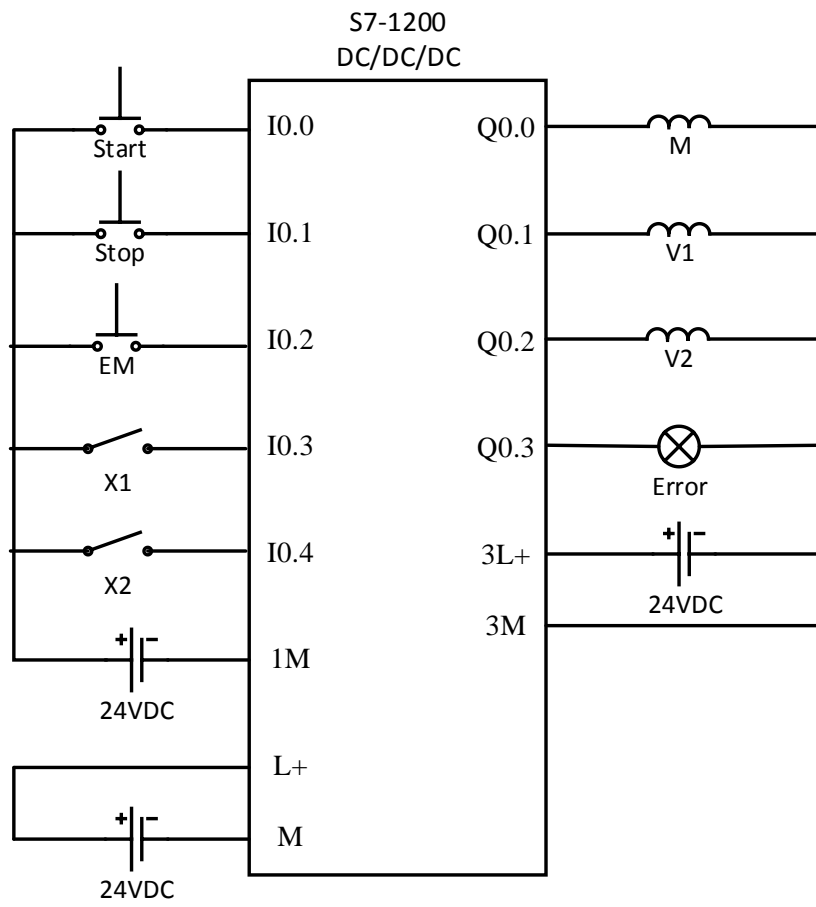 S7-1200
DC/DC/DC
Start
I0.0
Q0.0
M
Stop
I0.1
Q0.1
V1
EM
I0.2
Q0.2
V2
X1
I0.3
Q0.3
Error
X2
I0.4
3L+
+ -
24VDC
3M
+ -
24VDC
1M
L+
+ -
24VDC
M